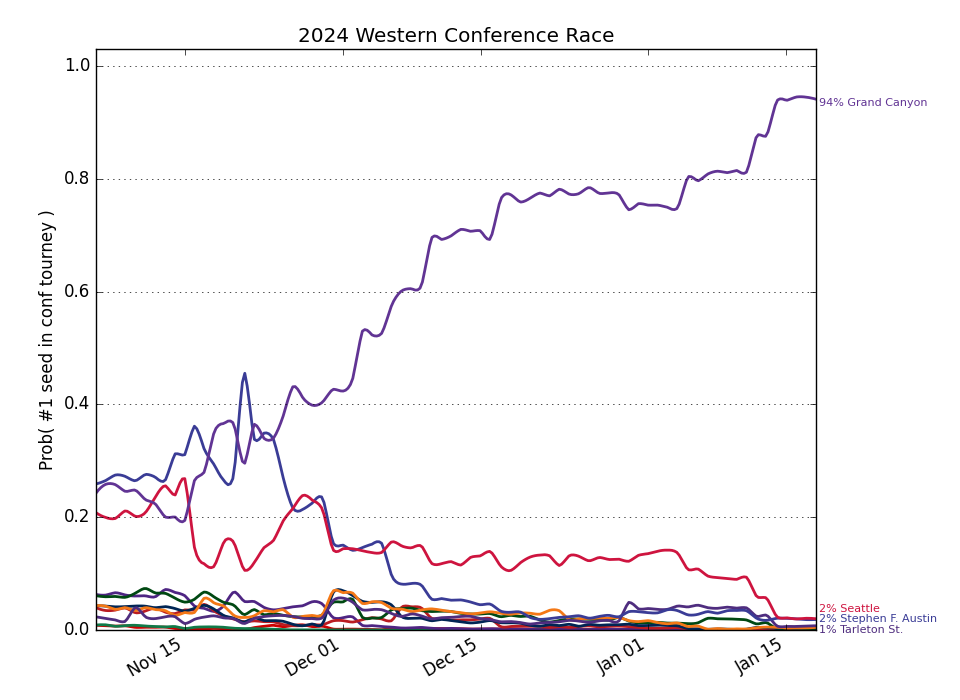 2024 Western Conference Race
Prob( #1 seed in conf tourney )
1.0
0.8
0.6
0.4
0.2
0.0
Nov 15
Dec 01
Dec 15
Jan 01
Jan 15
94% Grand Canyon
2% Seattle
2% Stephen F. Austin
1% Tarleton St.